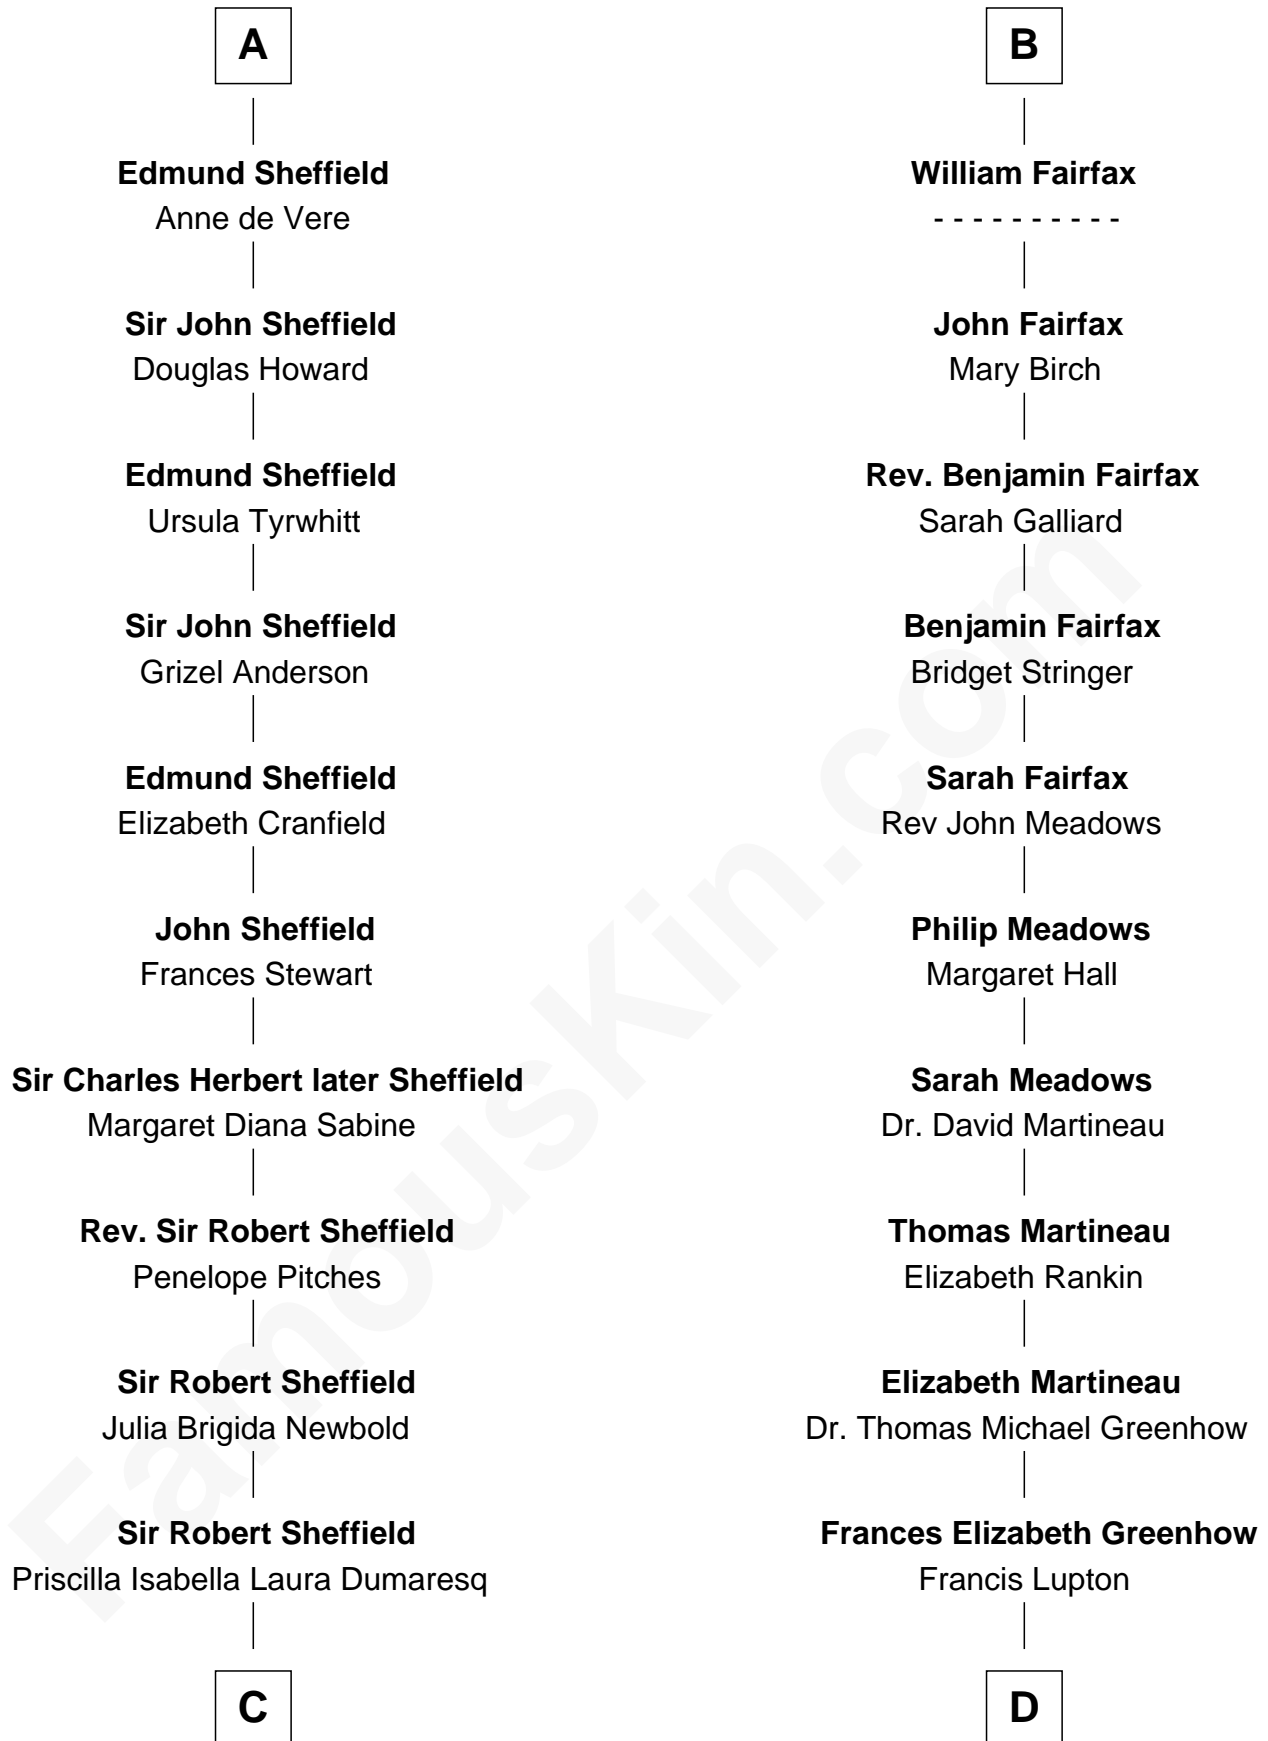 A
Edmund Sheffield
Anne de Vere
Sir John Sheffield
Douglas Howard
Edmund Sheffield
Ursula Tyrwhitt
Sir John Sheffield
Grizel Anderson
Edmund Sheffield
Elizabeth Cranfield
John Sheffield
Frances Stewart
Sir Charles Herbert later Sheffield
Margaret Diana Sabine
Rev. Sir Robert Sheffield
Penelope Pitches
Sir Robert Sheffield
Julia Brigida Newbold
Sir Robert Sheffield
Priscilla Isabella Laura Dumaresq
C
B
William Fairfax
- - - - - - - - - -
John Fairfax
Mary Birch
Rev. Benjamin Fairfax
Sarah Galliard
Benjamin Fairfax
Bridget Stringer
Sarah Fairfax
Rev John Meadows
Philip Meadows
Margaret Hall
Sarah Meadows
Dr. David Martineau
Thomas Martineau
Elizabeth Rankin
Elizabeth Martineau
Dr. Thomas Michael Greenhow
Frances Elizabeth Greenhow
Francis Lupton
D
FamousKin.com